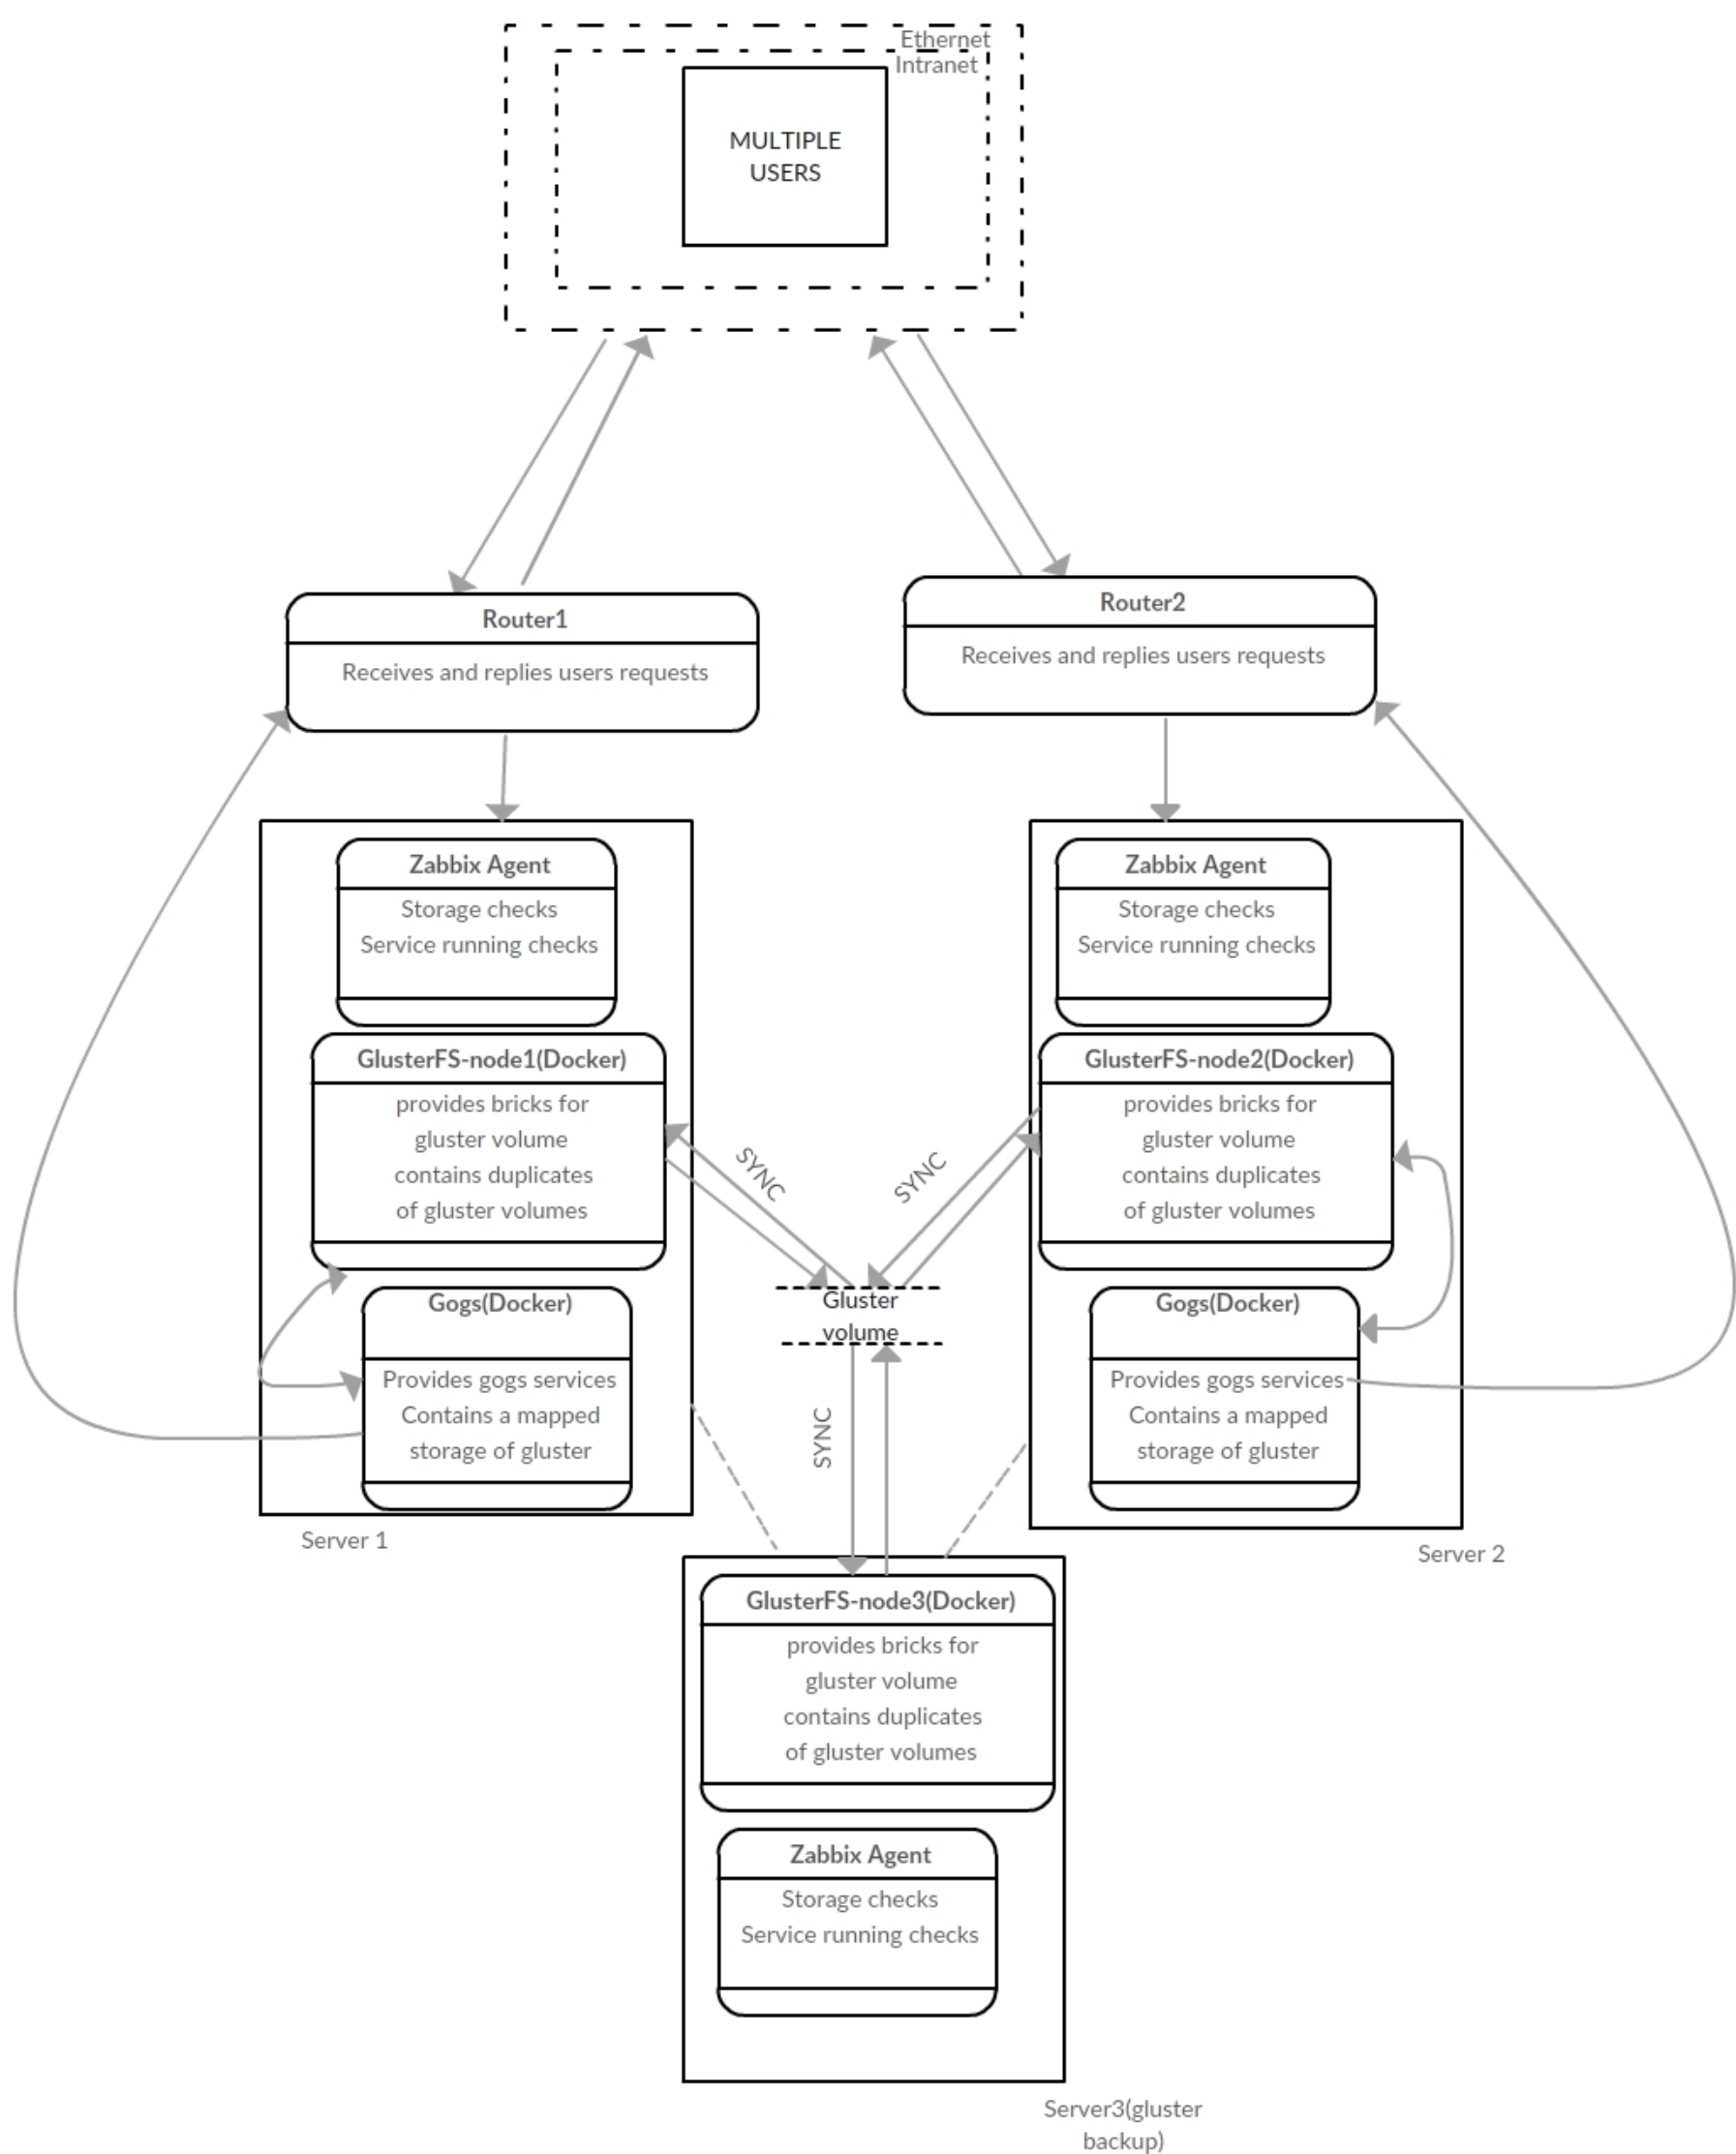 Ethernet
Intranet
MULTIPLE
USERS
Router1
Receives and replies users requests
Router2
Receives and replies users requests
Zabbix Agent
Storage checks
Service running checks
GlusterFS-node1(Docker)
provides bricks for
gluster volume
contains duplicates
of gluster volumes
Gogs(Docker)
Provides gogs services
Contains a mapped
storage of gluster
Server 1
Zabbix Agent
Storage checks
Service running checks
GlusterFS-node2(Docker)
provides bricks for
gluster volume
contains duplicates
of gluster volumes
Gogs(Docker)
Provides gogs services
Contains a mapped
storage of gluster
Server 2
SYNC
SYNC
Gluster
volume
SYNC
GlusterFS-node3(Docker)
provides bricks for
gluster volume
contains duplicates
of gluster volumes
Zabbix Agent
Storage checks
Service running checks
Server3(gluster
backup)